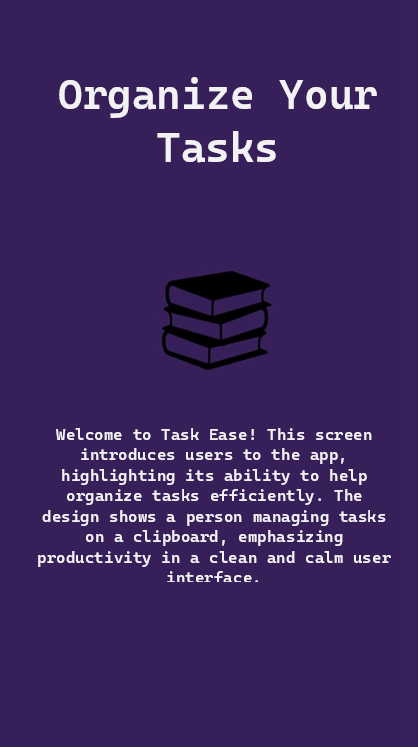 Organize Your
Tasks
Welcome to Task Ease! This screen
introduces users to the app,
highlighting its ability to help
organize tasks efficiently. The
design shows a person managing tasks
on a clipboard, emphasizing
productivity in a clean and calm user
interface.